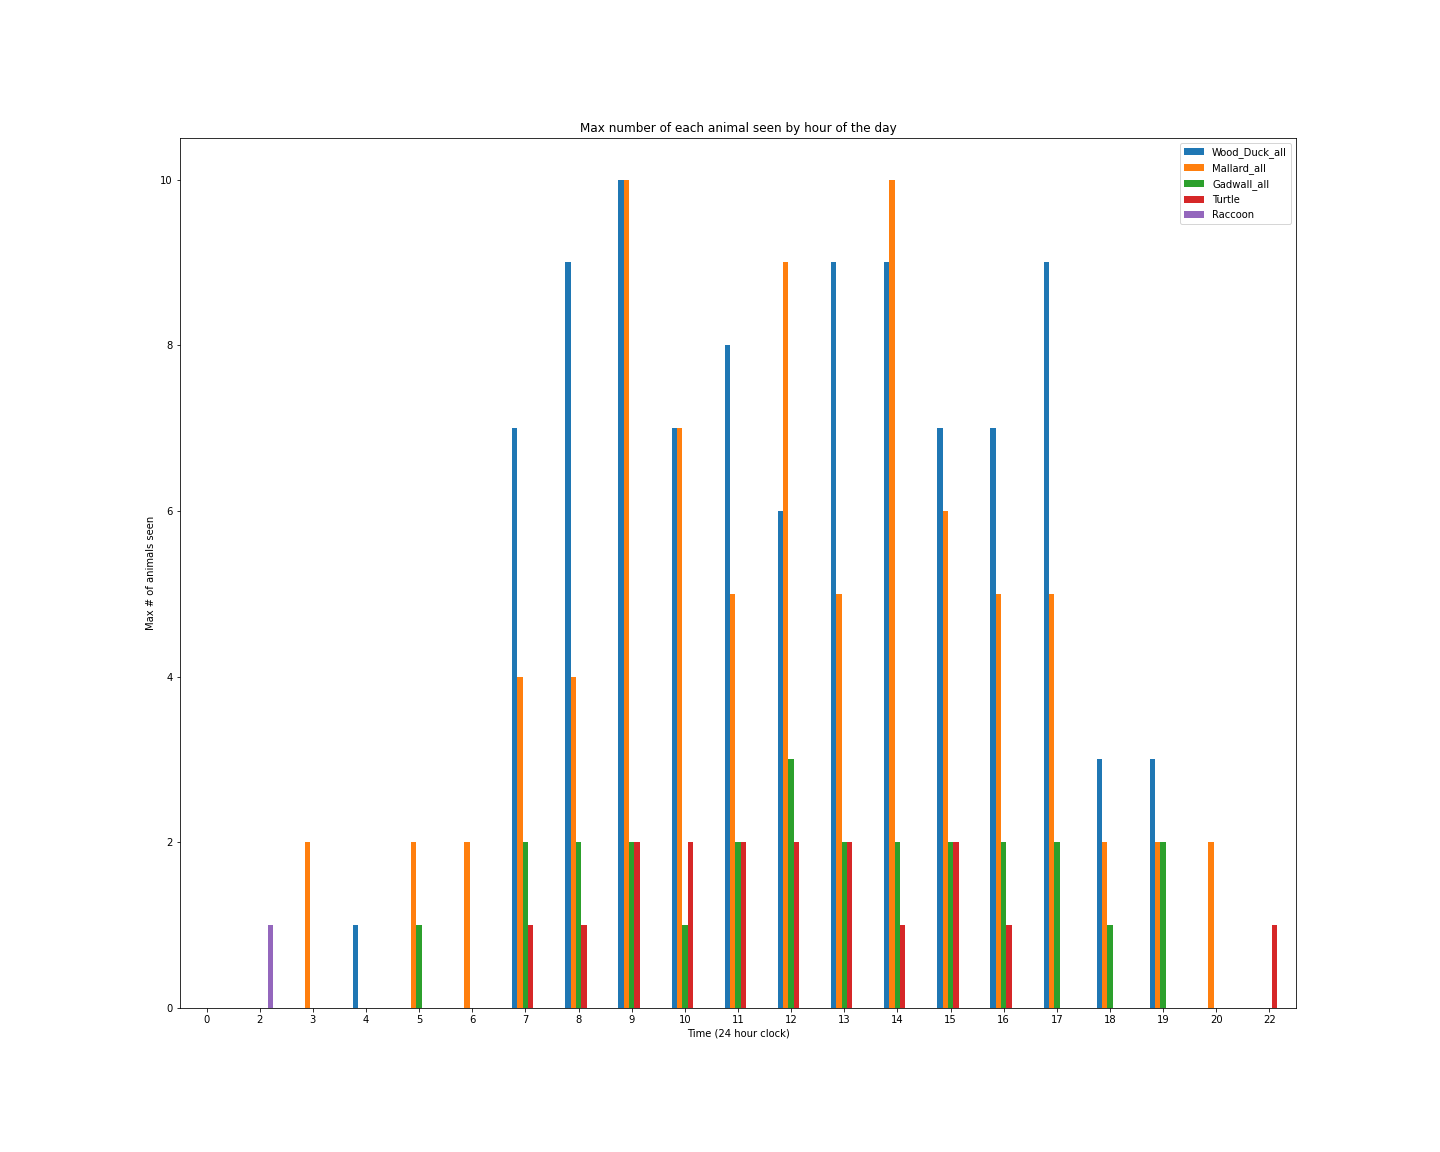 Max number of each animal seen by hour of the day
Wood_Duck_all
Mallard_all
Gadwall_all
Turtle
Raccoon
10
8
6
4
2
0
Max # of animals seen
0 2 3 4 5 6 7 8 9 10 11 12 13 14 15 16 17 18 19 20 22
Time (24 hour clock)